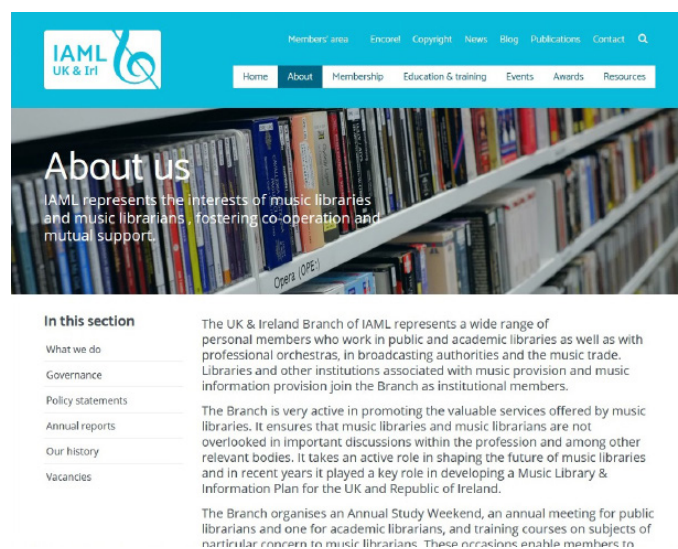 IAML
UK & Irl
Members' area Encore! Copyright News Blog Publications Contact
Home About Membership Education & training Events Awards Resources
About us
IAML represents the interests of music libraries
and music librarians , fostering co-operation and
mutual support.
Opera (OPE:)
In this section
What we do
Governance
Policy statements
Annual reports
Our history
Vacancies
The UK & Ireland Branch of IAML represents a wide range of
personal members who work in public and academic libraries as well as with
professional orchestras, in broadcasting authorities and the music trade.
Libraries and other institutions associated with music provision and music
information provision join the Branch as institutional members.
The Branch is very active in promoting the valuable services offered by music
libraries. It ensures that music libraries and music librarians are not
overlooked in important discussions within the profession and among other
relevant bodies. It takes an active role in shaping the future of music libraries
and in recent years it played a key role in developing a Music Library &
Information Plan for the UK and Republic of Ireland.
The Branch organises an Annual Study Weekend, an annual meeting for public
librarians and one for academic librarians, and training courses on subjects of
particular concern to music librarians. These occasions enable members to